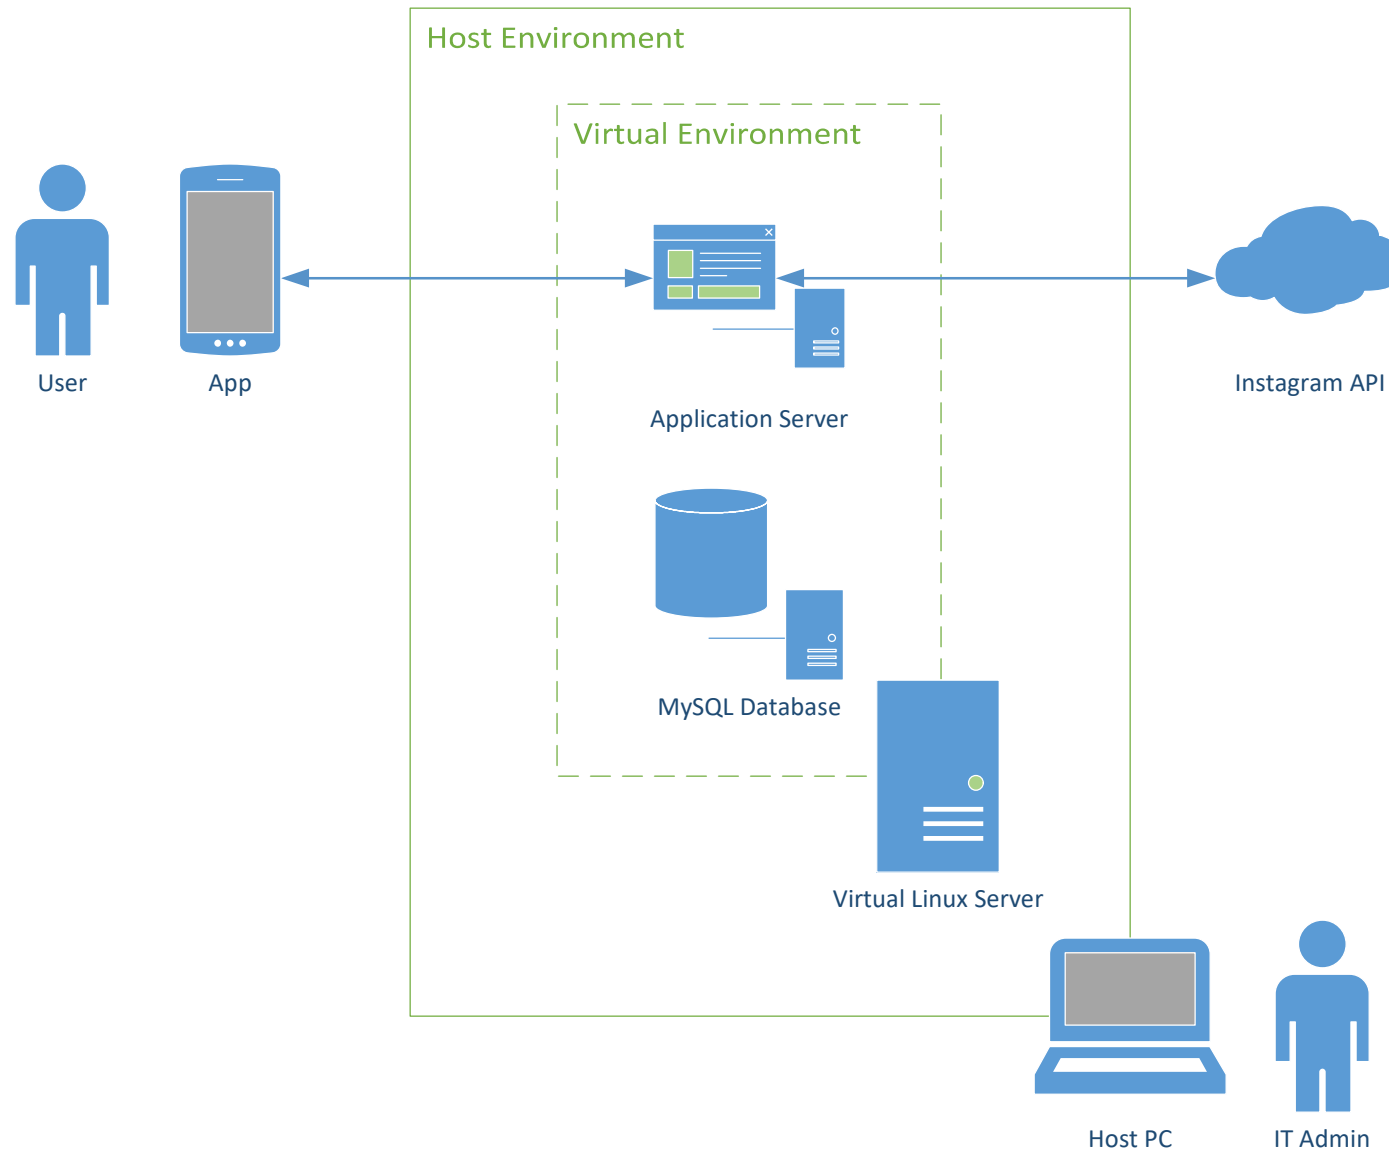 Host Environment
Virtual Environment
User
App
Instagram API
Application Server
MySQL Database
Virtual Linux Server
Host PC
IT Admin